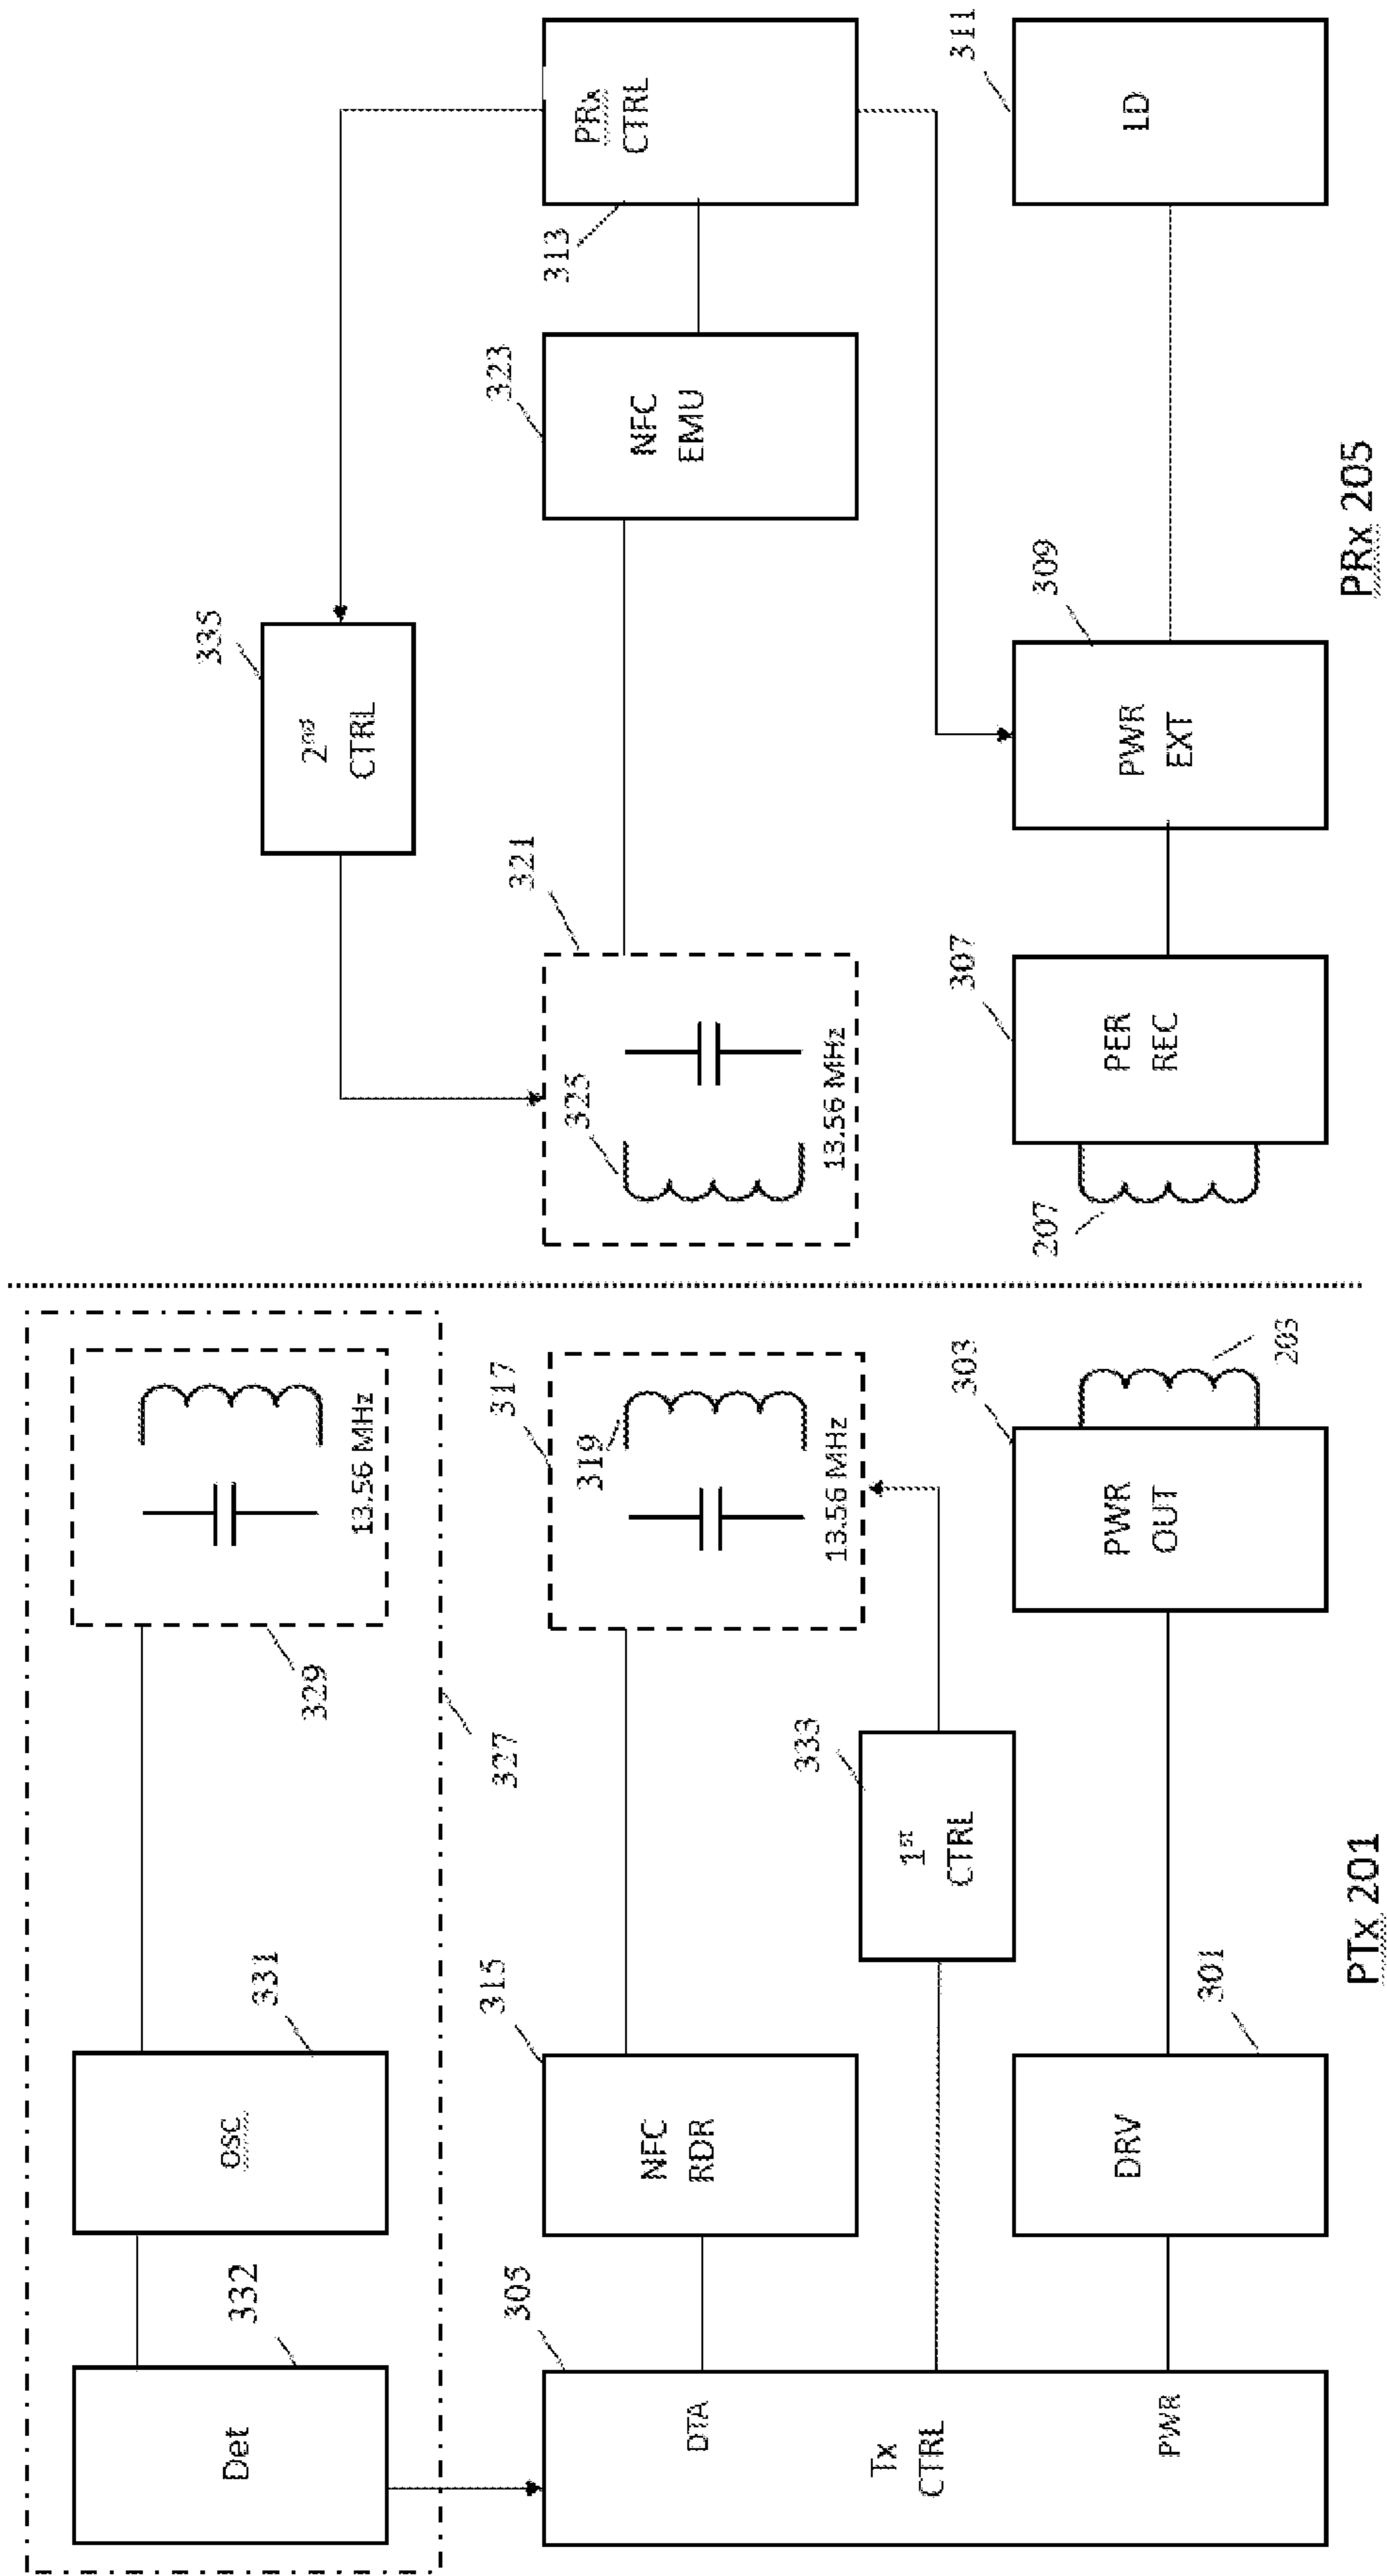 Det
332
OSC
331
13.56 MHz
329
327
Tx
CTRL
DTA
PWR
305
NFC
RDR
315
13.56 MHz
317
319
1st
CTRL
333
DRV
301
PWR
OUT
303
203
PTx 201
2nd
CTRL
335
13.56 MHz
325
321
NFC
EMU
323
PRx
CTRL
313
PER
REC
307
207
PWR
EXT
309
LD
311
PRx 205